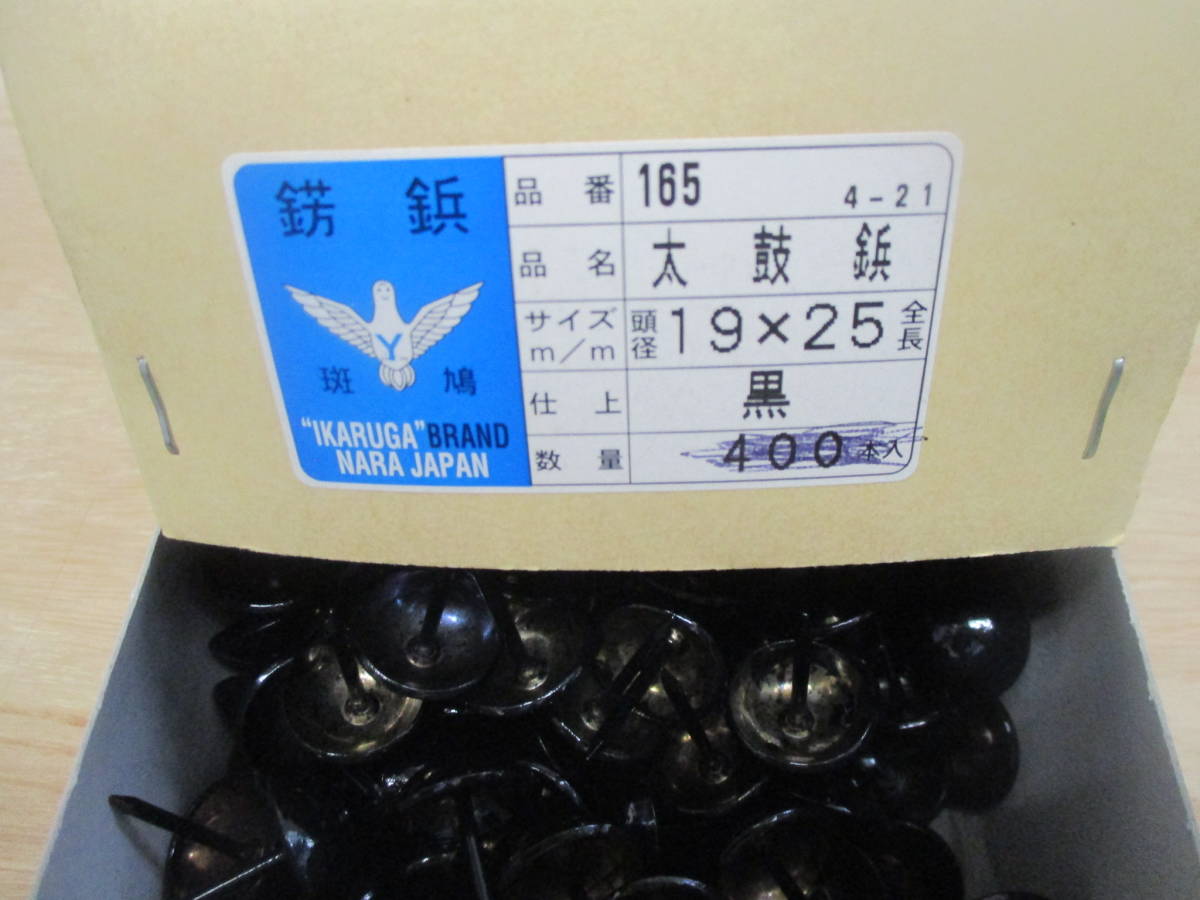 錺 鋲
Y
斑 鳩
"IKARUGA" BRAND
NARA JAPAN
品 番 165 4-21
品 名 太 鼓 鋲
サイズ m/m 頭径 19×25 全長
仕 上 黒
数 量 400 本入